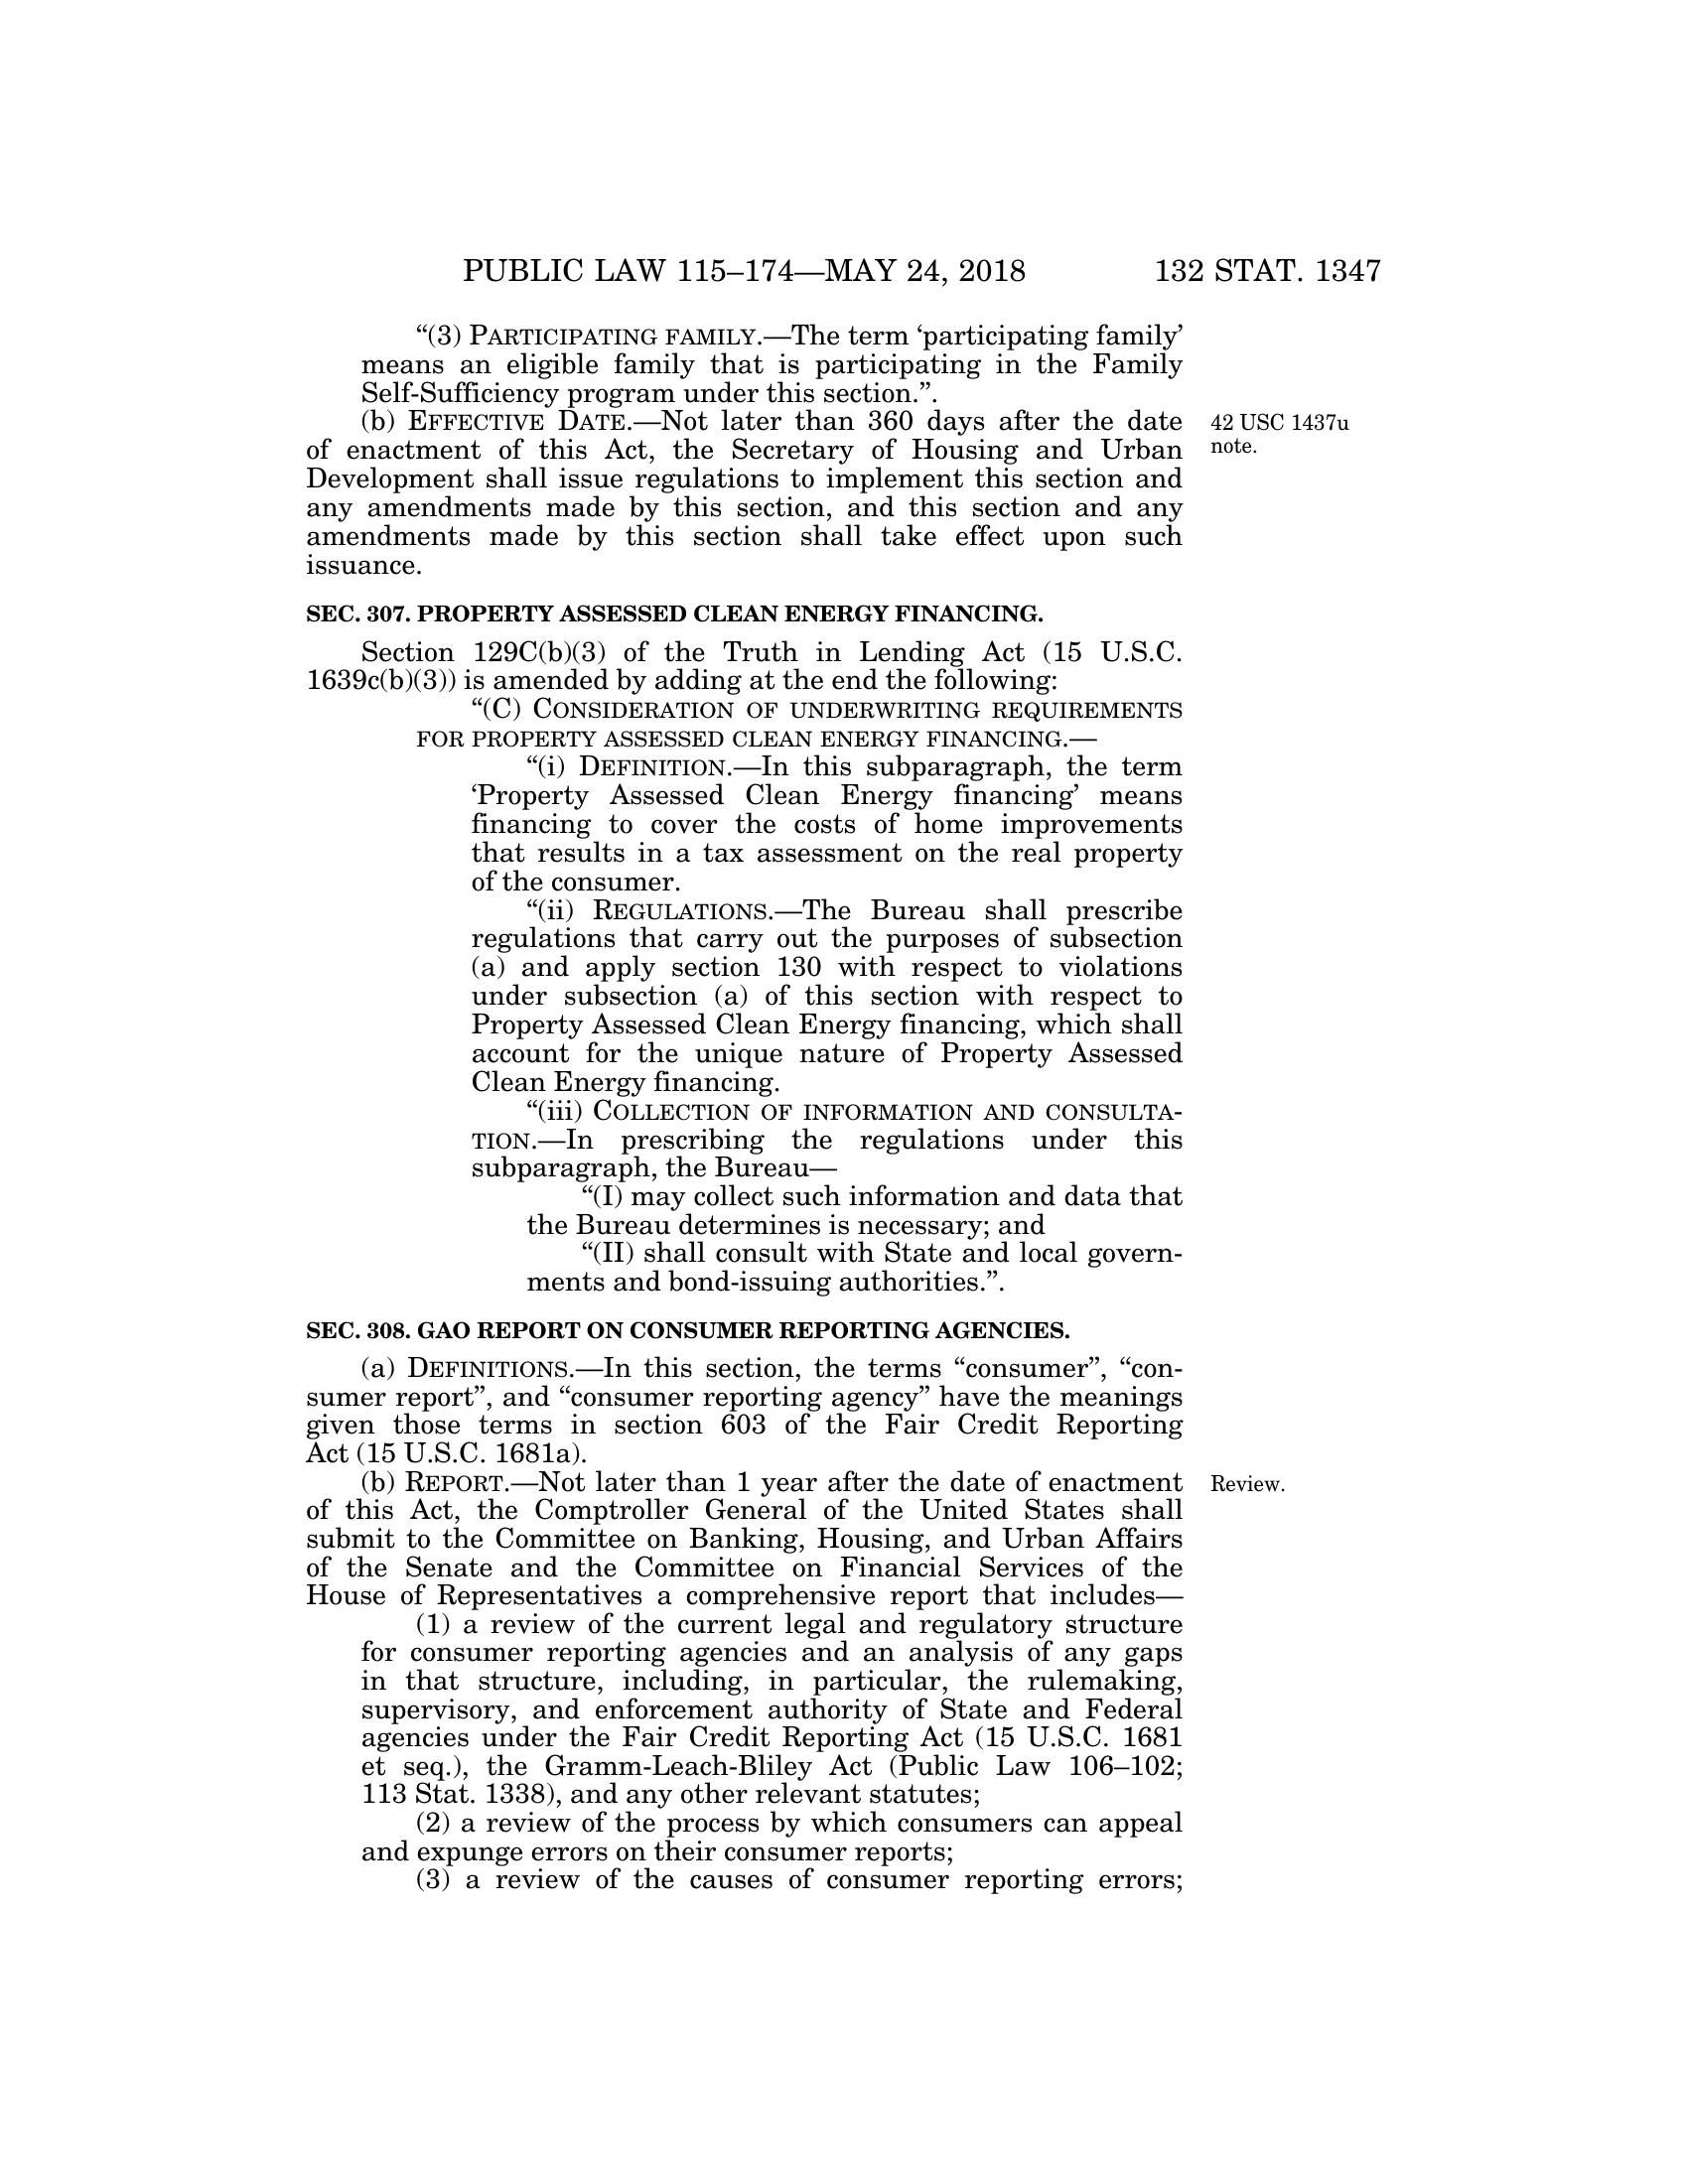 PUBLIC LAW 115–174—MAY 24, 2018 132 STAT. 1347
“(3) PARTICIPATING FAMILY.—The term ‘participating family’
means an eligible family that is participating in the Family
Self-Sufficiency program under this section.”.
(b) EFFECTIVE DATE.—Not later than 360 days after the date
of enactment of this Act, the Secretary of Housing and Urban
Development shall issue regulations to implement this section and
any amendments made by this section, and this section and any
amendments made by this section shall take effect upon such
issuance.
42 USC 1437u
note.
SEC. 307. PROPERTY ASSESSED CLEAN ENERGY FINANCING.
Section 129C(b)(3) of the Truth in Lending Act (15 U.S.C.
1639c(b)(3)) is amended by adding at the end the following:
“(C) CONSIDERATION OF UNDERWRITING REQUIREMENTS
FOR PROPERTY ASSESSED CLEAN ENERGY FINANCING.—
“(i) DEFINITION.—In this subparagraph, the term
‘Property Assessed Clean Energy financing’ means
financing to cover the costs of home improvements
that results in a tax assessment on the real property
of the consumer.
“(ii) REGULATIONS.—The Bureau shall prescribe
regulations that carry out the purposes of subsection
(a) and apply section 130 with respect to violations
under subsection (a) of this section with respect to
Property Assessed Clean Energy financing, which shall
account for the unique nature of Property Assessed
Clean Energy financing.
“(iii) COLLECTION OF INFORMATION AND CONSULTA-
TION.—In prescribing the regulations under this
subparagraph, the Bureau—
“(I) may collect such information and data that
the Bureau determines is necessary; and
“(II) shall consult with State and local govern-
ments and bond-issuing authorities.”.
SEC. 308. GAO REPORT ON CONSUMER REPORTING AGENCIES.
(a) DEFINITIONS.—In this section, the terms “consumer”, “con-
sumer report”, and “consumer reporting agency” have the meanings
given those terms in section 603 of the Fair Credit Reporting
Act (15 U.S.C. 1681a).
(b) REPORT.—Not later than 1 year after the date of enactment
of this Act, the Comptroller General of the United States shall
submit to the Committee on Banking, Housing, and Urban Affairs
of the Senate and the Committee on Financial Services of the
House of Representatives a comprehensive report that includes—
Review.
(1) a review of the current legal and regulatory structure
for consumer reporting agencies and an analysis of any gaps
in that structure, including, in particular, the rulemaking,
supervisory, and enforcement authority of State and Federal
agencies under the Fair Credit Reporting Act (15 U.S.C. 1681
et seq.), the Gramm-Leach-Bliley Act (Public Law 106–102;
113 Stat. 1338), and any other relevant statutes;
(2) a review of the process by which consumers can appeal
and expunge errors on their consumer reports;
(3) a review of the causes of consumer reporting errors;